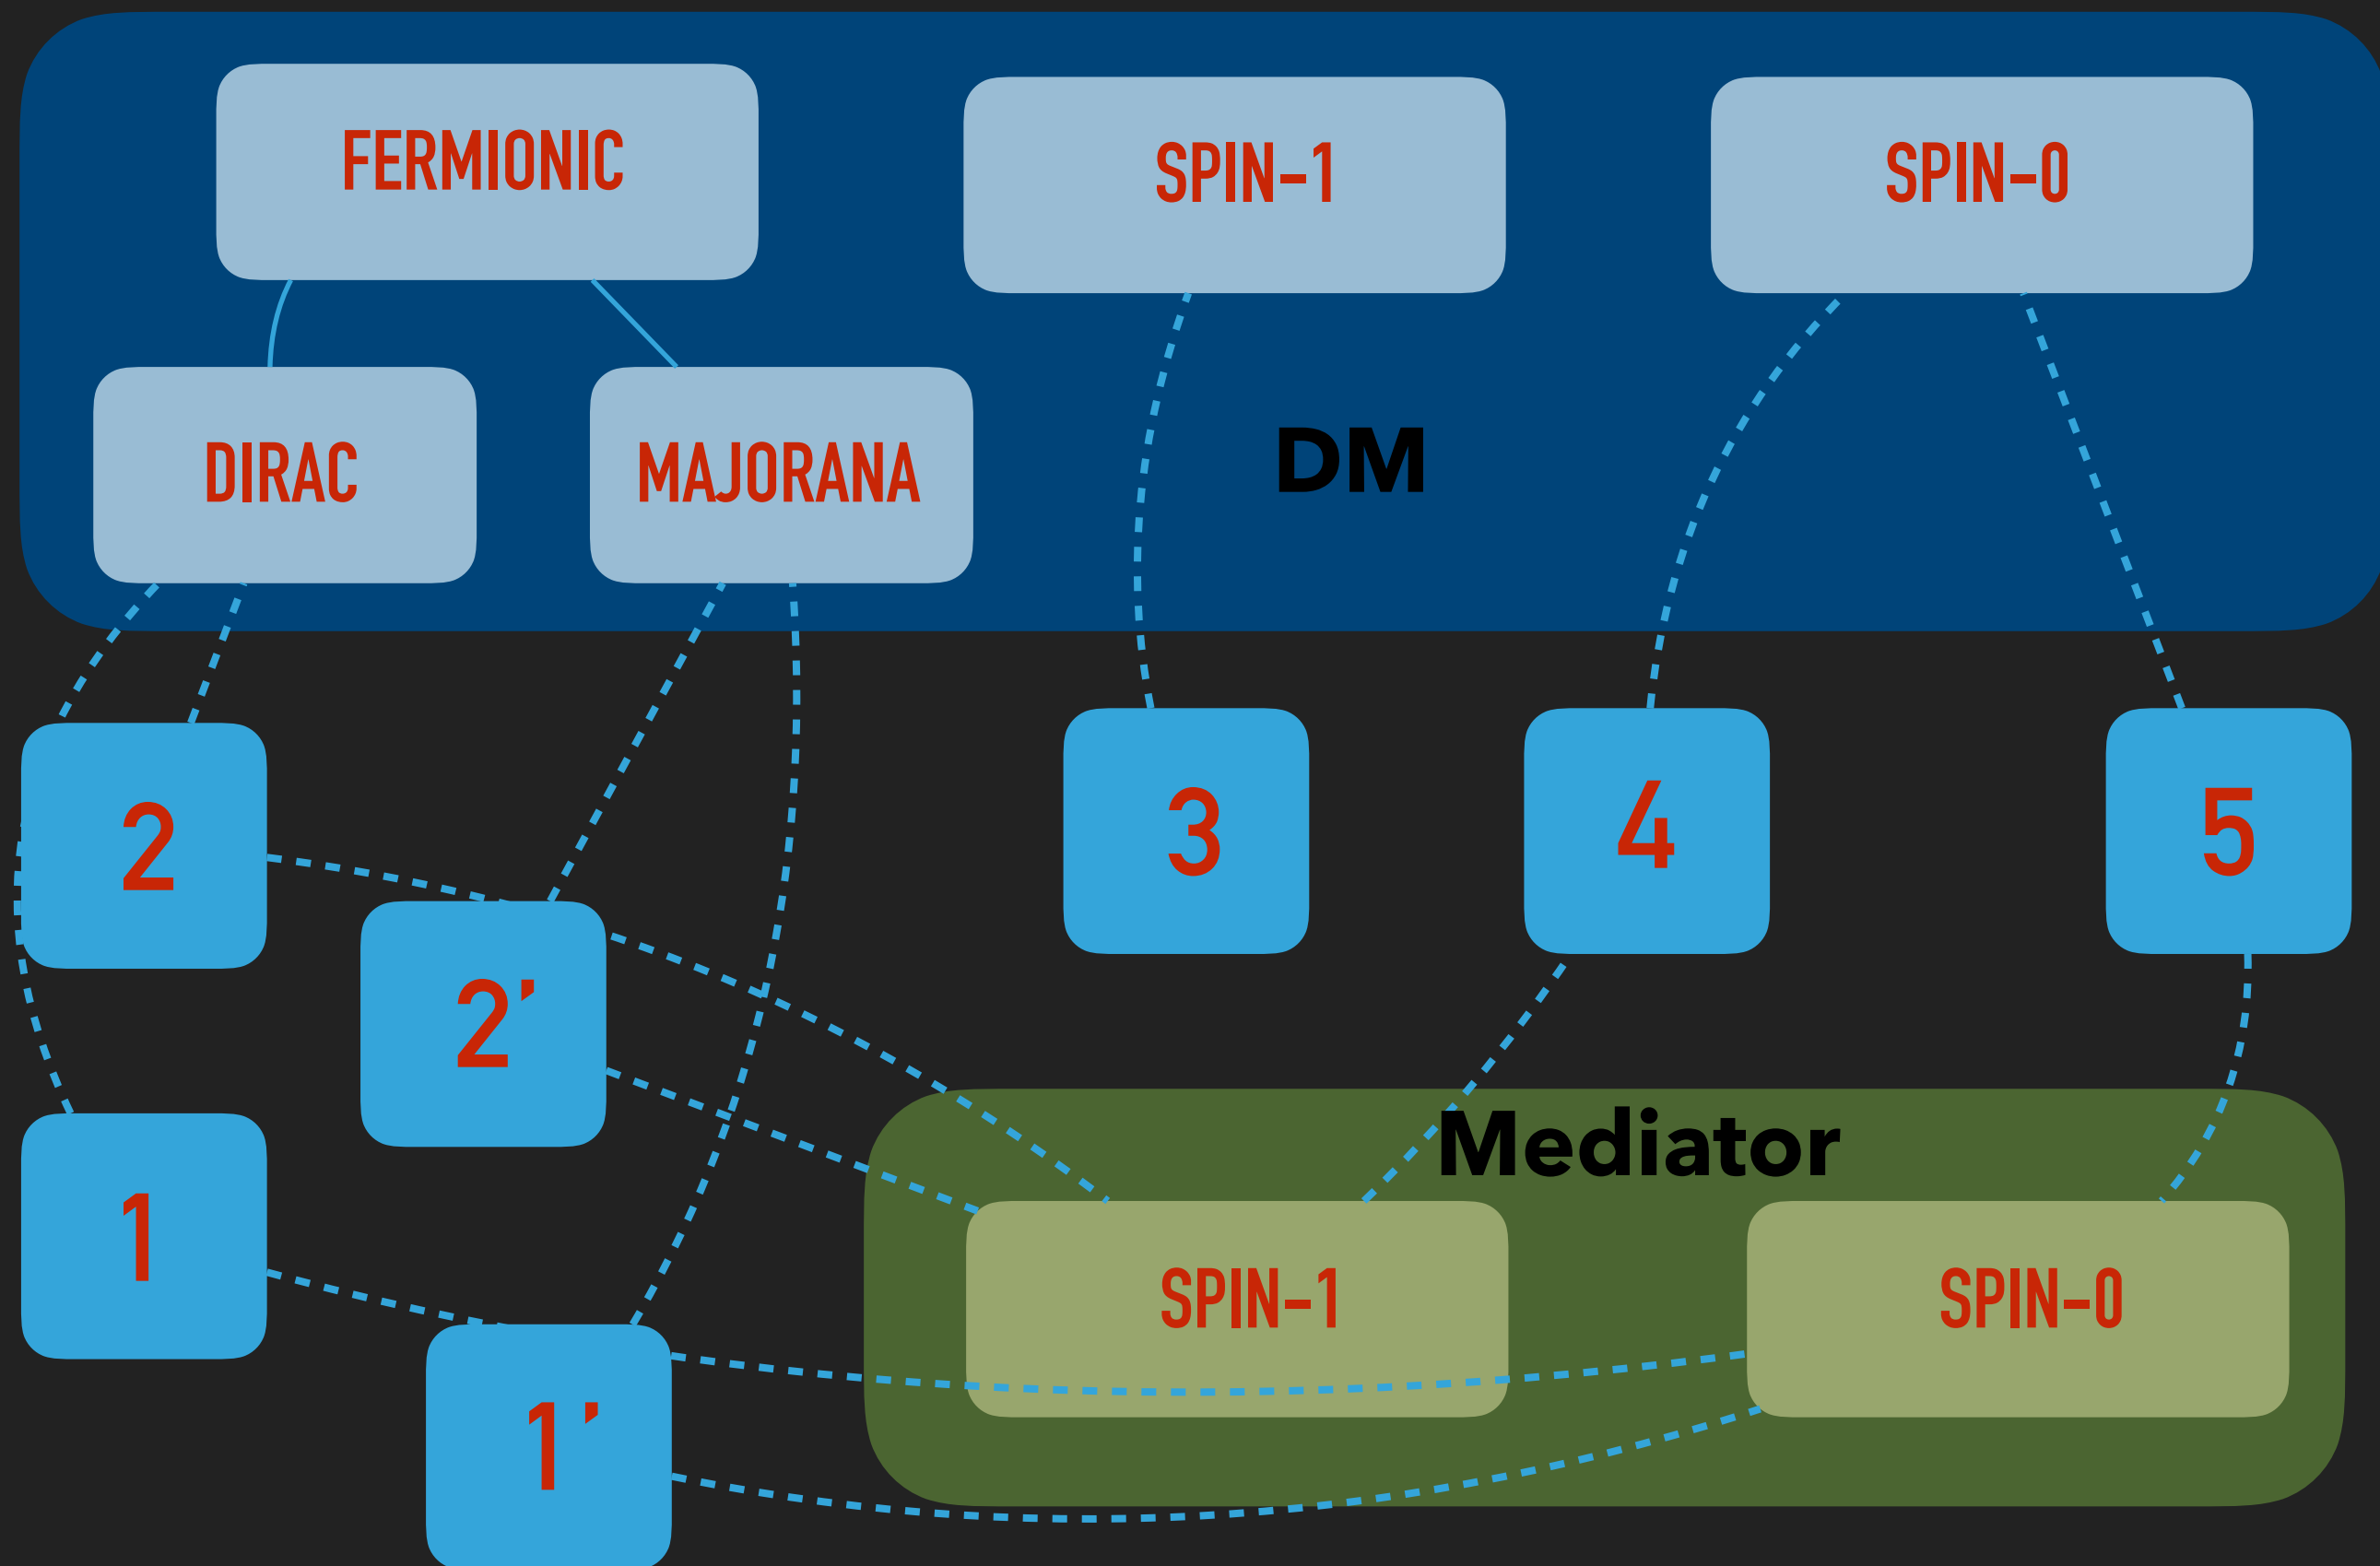 FERMIONIC
SPIN-1
SPIN-0
DIRAC
MAJORANA
DM
2
3
4
5
2'
Mediator
1
SPIN-1
SPIN-0
1'